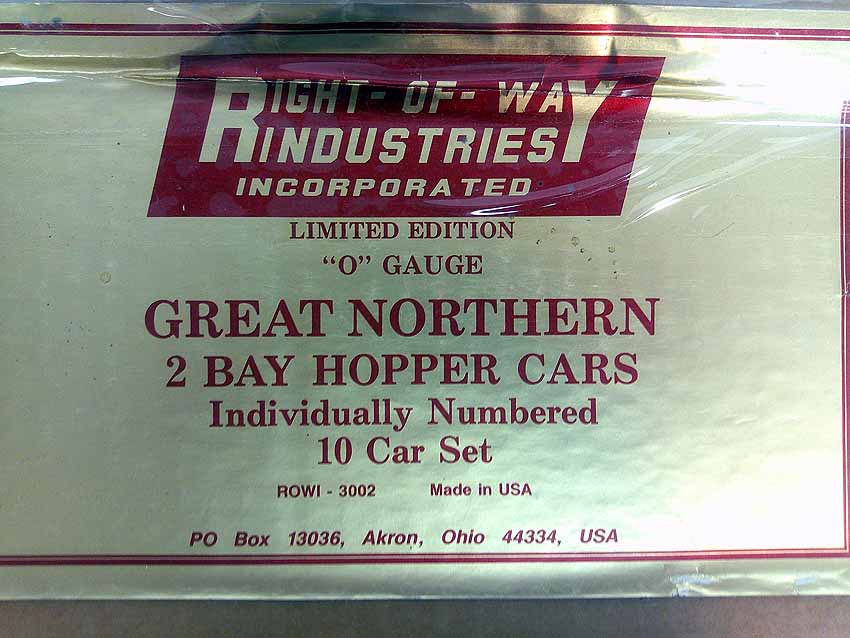 RIGHT-OF-WAY
INDUSTRIES
INCORPORATED
LIMITED EDITION
“O” GAUGE
GREAT NORTHERN
2 BAY HOPPER CARS
Individually Numbered
10 Car Set
ROWI - 3002 Made in USA
PO Box 13036, Akron, Ohio 44334, USA